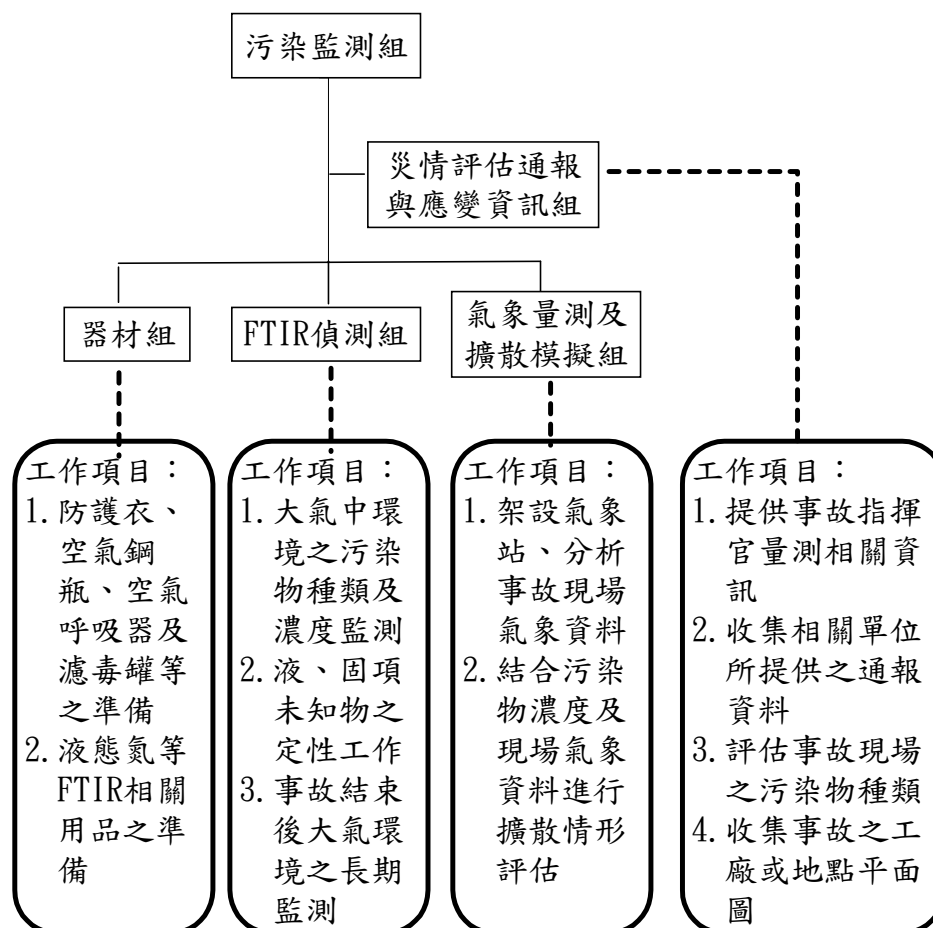 污染監測組
災情評估通報
與應變資訊組
器材組
FTIR偵測組
氣象量測及
擴散模擬組
工作項目：
1.防護衣、
空氣鋼
瓶、空氣
呼吸器及
濾毒罐等
之準備
2.液態氮等
FTIR相關
用品之準
備
工作項目：
1.大氣中環
境之污染
物種類及
濃度監測
2.液、固項
未知物之
定性工作
3.事故結束
後大氣環
境之長期
監測
工作項目：
1.架設氣象
站、分析
事故現場
氣象資料
2.結合污染
物濃度及
現場氣象
資料進行
擴散情形
評估
工作項目：
1.提供事故指揮
官量測相關資
訊
2.收集相關單位
所提供之通報
資料
3.評估事故現場
之污染物種類
4.收集事故之工
廠或地點平面
圖